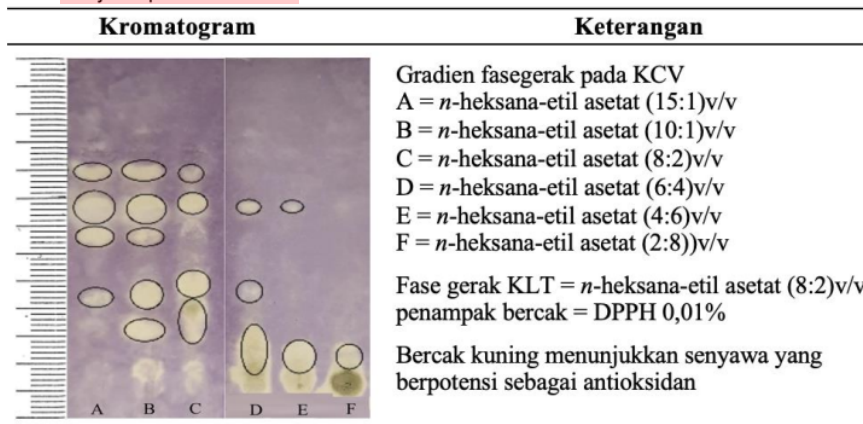 Kromatogram
Keterangan
Gradien fasegerak pada KCV
A = n-heksana-etil asetat (15:1)v/v
B = n-heksana-etil asetat (10:1)v/v
C = n-heksana-etil asetat (8:2)v/v
D = n-heksana-etil asetat (6:4)v/v
E = n-heksana-etil asetat (4:6)v/v
F = n-heksana-etil asetat (2:8))v/v
Fase gerak KLT = n-heksana-etil asetat (8:2)v/v
penampak bercak = DPPH 0,01%
Bercak kuning menunjukkan senyawa yang
berpotensi sebagai antioksidan
A B C D E F